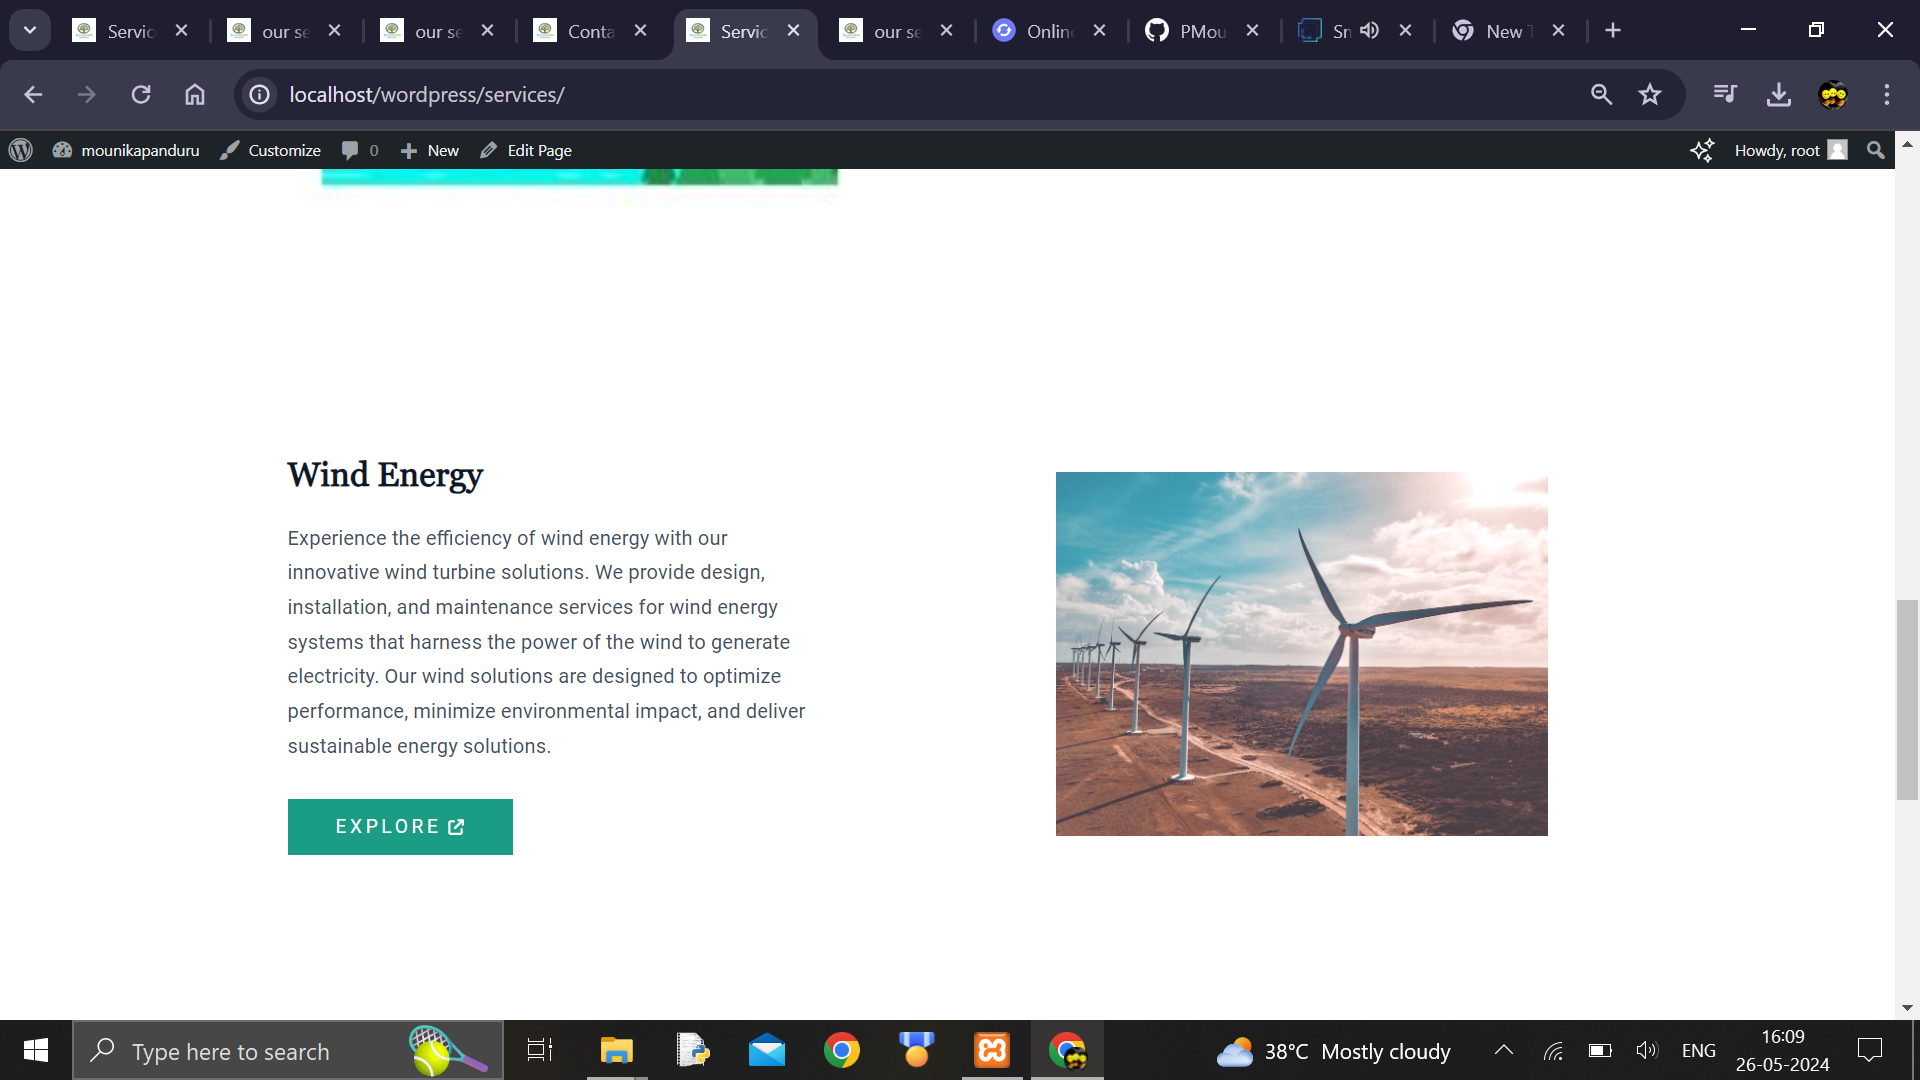 Servic
our se
our se
Conta
Servic
our se
Online
PMou
Sn
New T
localhost/wordpress/services/
mounikapanduru
Customize
0
New
Edit Page
Howdy, root
Wind Energy
Experience the efficiency of wind energy with our
innovative wind turbine solutions. We provide design,
installation, and maintenance services for wind energy
systems that harness the power of the wind to generate
electricity. Our wind solutions are designed to optimize
performance, minimize environmental impact, and deliver
sustainable energy solutions.
EXPLORE
Type here to search
38°C Mostly cloudy
ENG
16:09
26-05-2024